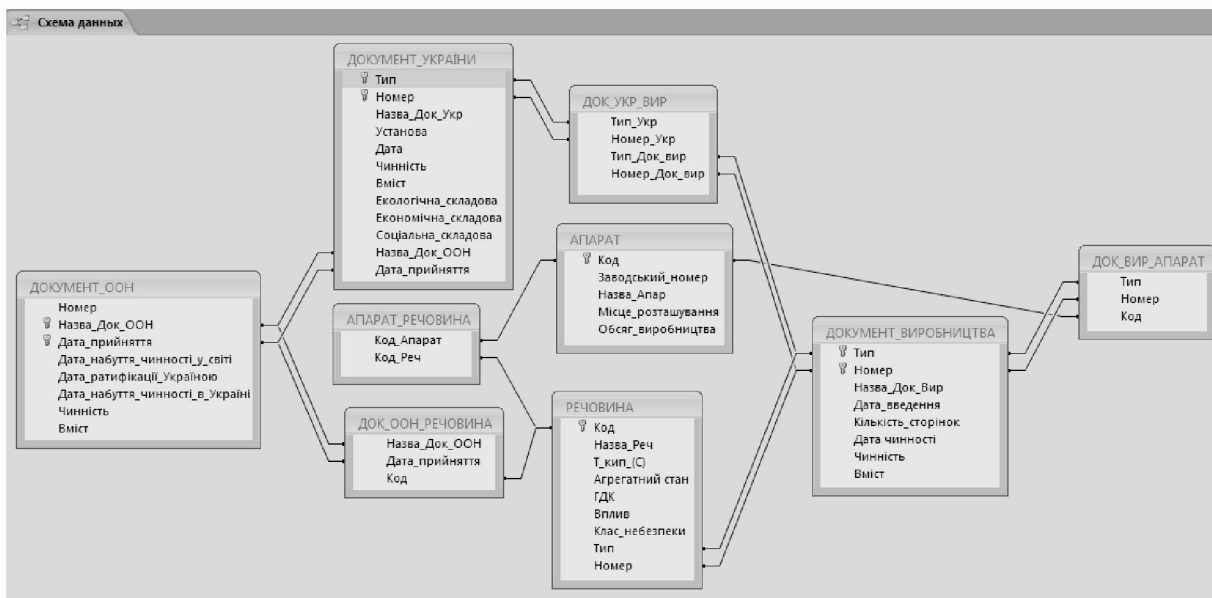 Схема данных
ДОКУМЕНТ_УКРАЇНИ
Тип
Номер
Назва_Док_Укр
Установа
Дата
Чинність
Вміст
Екологічна_складова
Економічна_складова
Соціальна_складова
Назва_Док_ООН
Дата_прийняття
ДОК_УКР_ВИР
Тип_Укр
Номер_Укр
Тип_Док_вир
Номер_Док_вир
АПАРАТ
Код
Заводський_номер
Назва_Апар
Місце_розташування
Обсяг_виробництва
ДОК_ВИР_АПАРАТ
Тип
Номер
Код
ДОКУМЕНТ_ООН
Номер
Назва_Док_ООН
Дата_прийняття
Дата_набуття_чинності_у_світі
Дата_ратифікації_Україною
Дата_набуття_чинності_в_Україні
Чинність
Вміст
АПАРАТ_РЕЧОВИНА
Код_Апарат
Код_Реч
ДОКУМЕНТ_ВИРОБНИЦТВА
Тип
Номер
Назва_Док_Вир
Дата_введення
Кількість_сторінок
Дата чинності
Чинність
Вміст
ДОК_ООН_РЕЧОВИНА
Назва_Док_ООН
Дата_прийняття
Код
РЕЧОВИНА
Код
Назва_Реч
Т_кип_(С)
Агрегатний стан
ГДК
Вплив
Клас_небезпеки
Тип
Номер